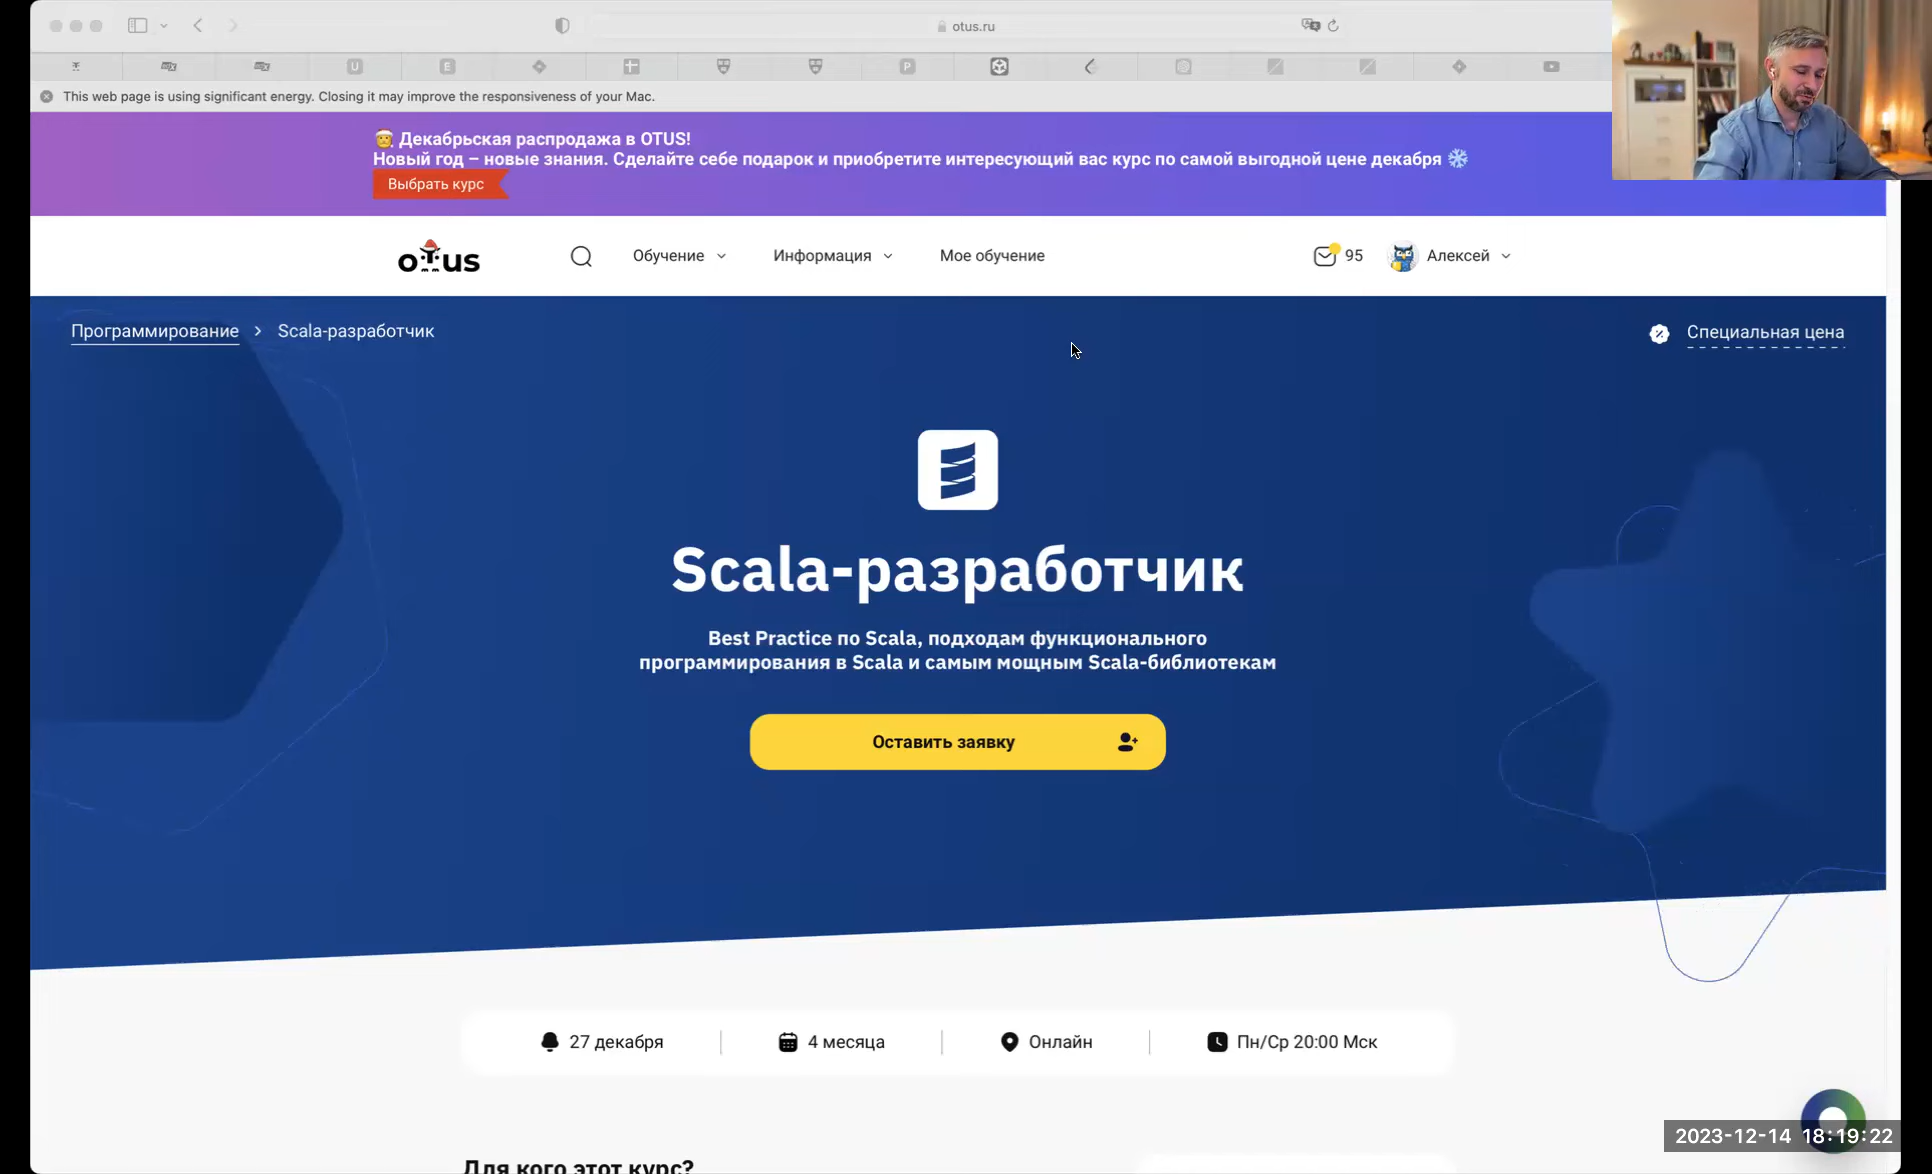 otus.ru
U
E
P
This web page is using significant energy. Closing it may improve the responsiveness of your Mac.
Декабрьская распродажа в OTUS!
Новый год – новые знания. Сделайте себе подарок и приобретите интересующий вас курс по самой выгодной цене декабря
Выбрать курс
oTus
Обучение
Информация
Мое обучение
95
Алексей
Программирование
Scala-разработчик
Специальная цена
Scala-разработчик
Best Practice по Scala, подходам функционального
программирования в Scala и самым мощным Scala-библиотекам
Оставить заявку
27 декабря
4 месяца
Онлайн
Пн/Ср 20:00 Мск
Для кого этот курс?
2023-12-14 18:19:22